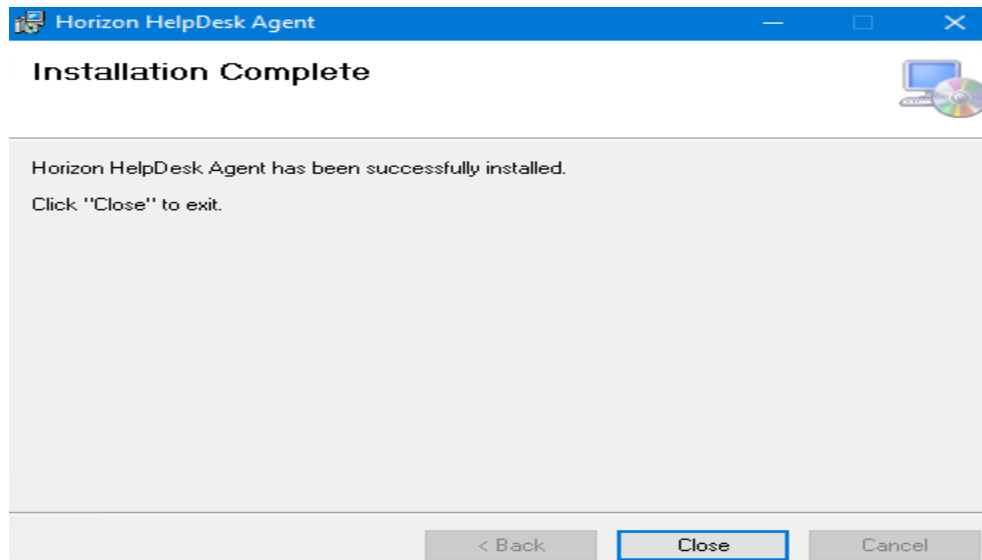 Horizon HelpDesk Agent
Installation Complete
Horizon HelpDesk Agent has been successfully installed.
Click "Close" to exit.
< Back Close Cancel